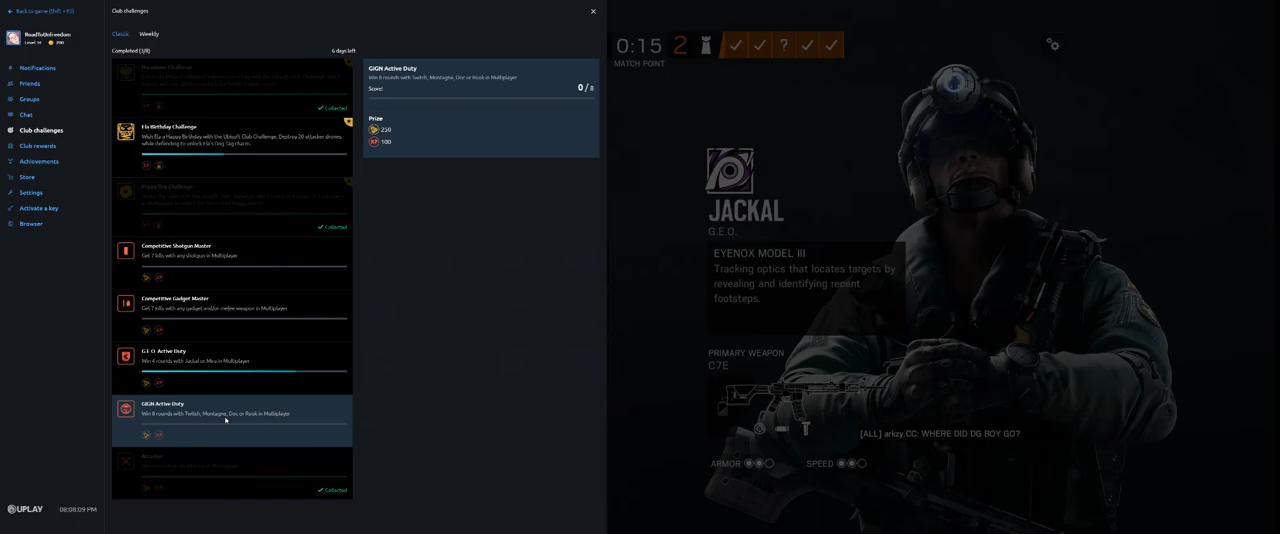 Back to game (Shift + F2)
RoadToUnfreedom
200
Notifications
Friends
Groups
Chat
Club challenges
Club rewards
Achievements
Store
Settings
Activate a key
Browser
UPLAY
08:08:09 PM
Club challenges
Classic
Weekly
6 days left
Collected
Ela Birthday Challenge
Wish Ela a Happy Birthday with the Ubisoft Club Challenge. Destroy 20 attacker drones
while defending to unlock Ela's Dog Tag charm.
Collected
Competitive Shotgun Master
Get 7 kills with any shotgun in Multiplayer
Competitive Gadget Master
Get 7 kills with any gadget and/or melee weapon in Multiplayer
G.E.O. Active Duty
Win 4 rounds with Jackal or Mira in Multiplayer
GIGN Active Duty
Win 8 rounds with Twitch, Montagne, Doc or Rook in Multiplayer
Attacker
Collected
GIGN Active Duty
Win 8 rounds with Twitch, Montagne, Doc or Rook in Multiplayer
Score:
0 / 8
Prize
250
XP 100
0:15 2
MATCH POINT
JACKAL
G.E.O.
EYENOX MODEL III
Tracking optics that locates targets by
revealing and identifying recent
footsteps.
PRIMARY WEAPON
C7E
[ALL] arkzy.CC: WHERE DID DG BOY GO?
ARMOR
SPEED